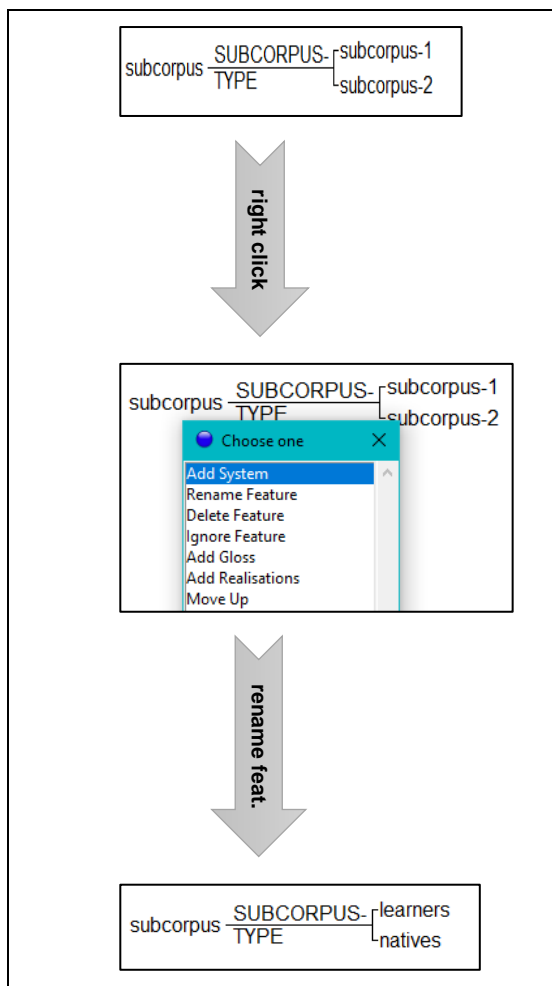 subcorpus SUBCORPUS-TYPE subcorpus-1
subcorpus-2
right click
subcorpus SUBCORPUS-TYPE subcorpus-1
subcorpus-2
Choose one
Add System
Rename Feature
Delete Feature
Ignore Feature
Add Gloss
Add Realisations
Move Up
rename feat.
subcorpus SUBCORPUS-TYPE learners
natives